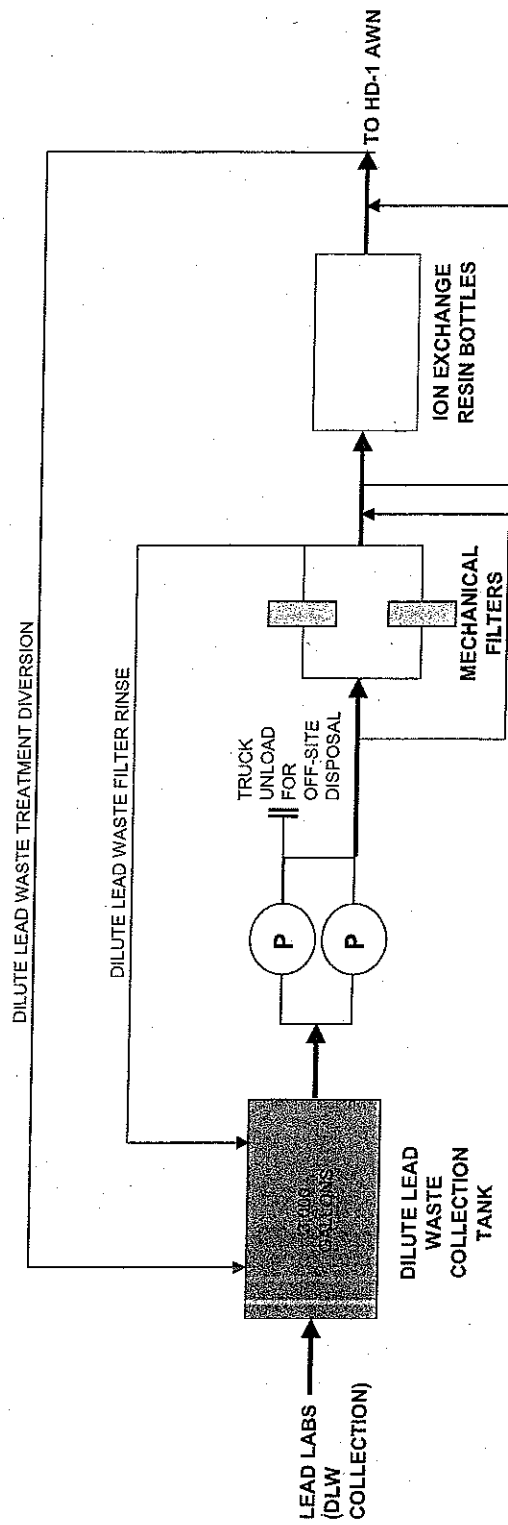 DILUTE LEAD WASTE TREATMENT DIVERSION
DILUTE LEAD WASTE FILTER RINSE
LEAD LABS
(DLW
COLLECTION)
GALLONS
DILUTE LEAD
WASTE
COLLECTION
TANK
P
P
TRUCK
UNLOAD
FOR
OFF-SITE
DISPOSAL
MECHANICAL
FILTERS
ION EXCHANGE
RESIN BOTTLES
TO HD-1 AWN